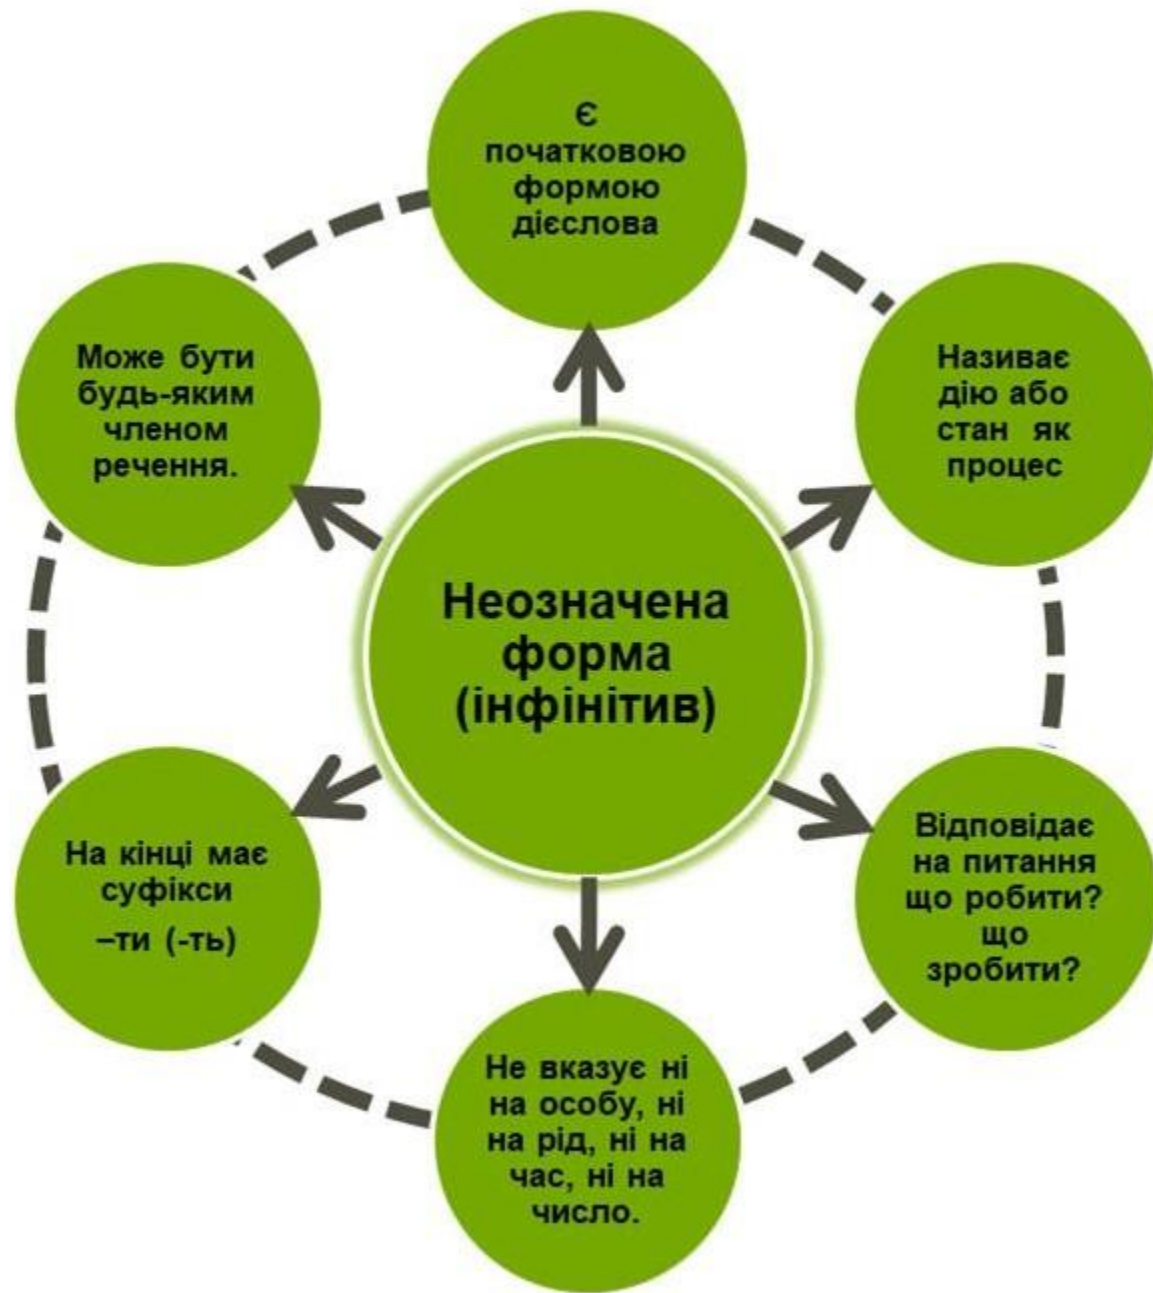 Є
початковою
формою
дієслова
Називає
дію або
стан як
процес
Відповідає
на питання
що робити?
що
зробити?
Не вказує ні
на особу, ні
на рід, ні на
час, ні на
число.
На кінці має
суфікси
–ти (-ть)
Може бути
будь-яким
членом
речення.
Неозначена
форма
(інфінітив)